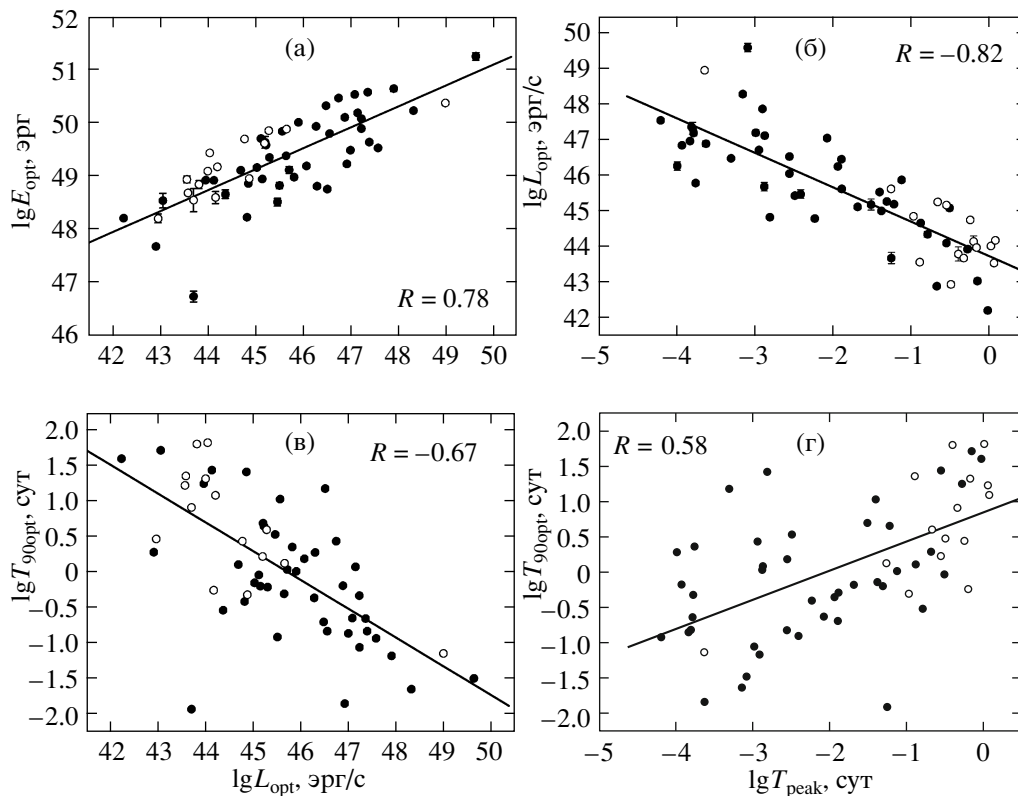 52
51
50
49
48
47
46
lgE_opt, эрг
(а)
R = 0.78
42 43 44 45 46 47 48 49 50
50
49
48
47
46
45
44
43
42
lgL_opt, эрг/с
(б)
R = −0.82
−5 −4 −3 −2 −1 0
2.0
1.5
1.0
0.5
0
−0.5
−1.0
−1.5
−2.0
lgT_90opt, сут
(в)
R = −0.67
42 43 44 45 46 47 48 49 50
lgL_opt, эрг/с
2.0
1.5
1.0
0.5
0
−0.5
−1.0
−1.5
−2.0
lgT_90opt, сут
R = 0.58
(г)
−5 −4 −3 −2 −1 0
lgT_peak, сут